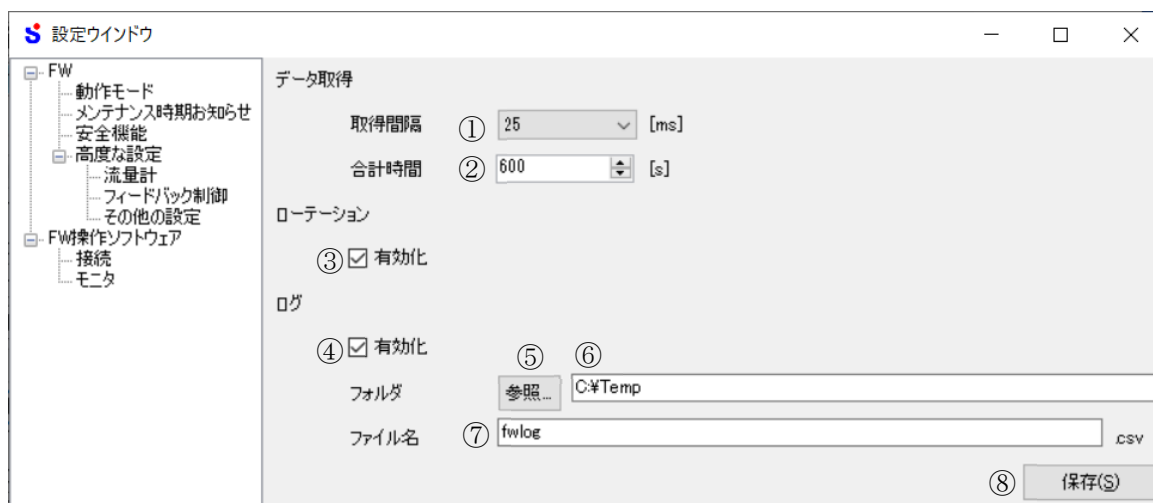 設定ウインドウ
FW
動作モード
メンテナンス時期お知らせ
安全機能
高度な設定
流量計
フィードバック制御
その他の設定
FW操作ソフトウェア
接続
モニタ
データ取得
取得間隔 ① 25 [ms]
合計時間 ② 600 [s]
ローテーション
③ 有効化
ログ
④ 有効化
⑤ ⑥
フォルダ 参照... C:¥Temp
ファイル名 ⑦ fwlog .csv
⑧ 保存(S)